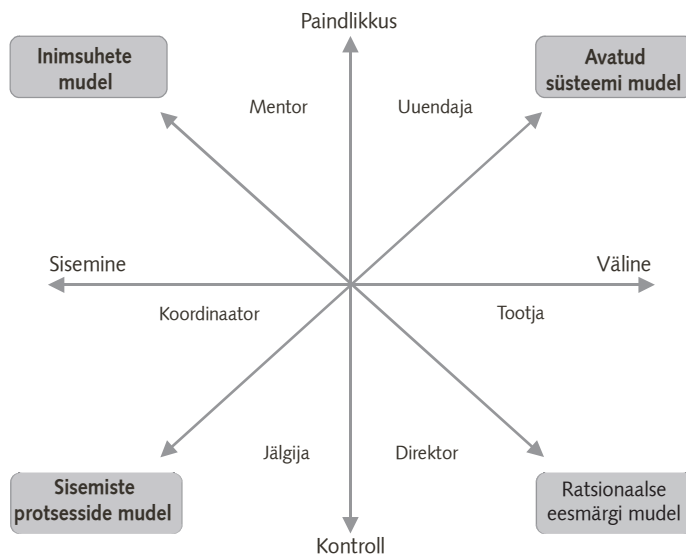 Paindlikkus
Inimsuhete
mudel
Avatud
süsteemi mudel
Mentor
Uuendaja
Sisemine
Väline
Koordinaator
Tootja
Jälgija
Direktor
Sisemiste
protsesside mudel
Ratsionaalse
eesmärgi mudel
Kontroll